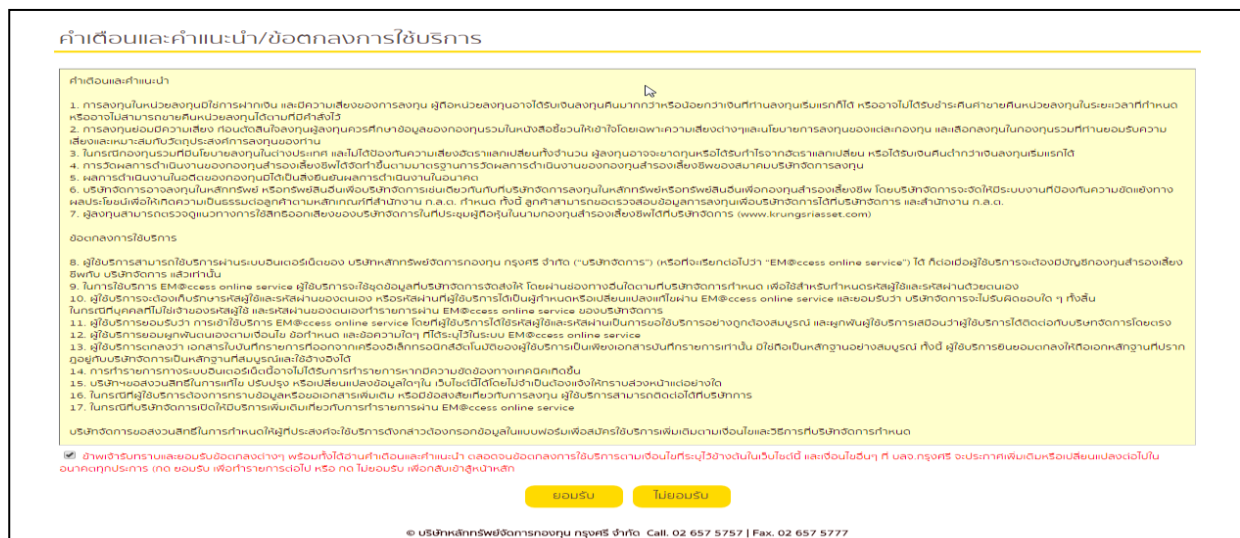 คำเตือนและคำแนะนำ/ข้อตกลงการใช้บริการ
คำเตือนและคำแนะนำ
1. การลงทุนในหน่วยลงทุนมิใช่การฝากเงิน และมีความเสี่ยงของการลงทุน ผู้ถือหน่วยลงทุนอาจได้รับเงินลงทุนคืนมากกว่าหรือน้อยกว่าเงินที่ท่านลงทุนเริ่มแรกก็ได้ หรืออาจไม่ได้รับชำระคืนค่าขายคืนหน่วยลงทุนในระยะเวลาที่กำหนด
หรืออาจไม่สามารถขายคืนหน่วยลงทุนได้ตามที่มีคำสั่งไว้
2. การลงทุนย่อมมีความเสี่ยง ก่อนตัดสินใจลงทุนผู้ลงทุนควรศึกษาข้อมูลของกองทุนรวมในหนังสือชี้ชวนให้เข้าใจโดยเฉพาะความเสี่ยงต่างๆและนโยบายการลงทุนของแต่ละกองทุน และเลือกลงทุนในกองทุนรวมที่ท่านยอมรับความ
เสี่ยงและเหมาะสมกับวัตถุประสงค์การลงทุนของท่าน
3. ในกรณีกองทุนรวมที่มีนโยบายลงทุนในต่างประเทศ และไม่ได้ป้องกันความเสี่ยงอัตราแลกเปลี่ยนทั้งจำนวน ผู้ลงทุนอาจจะขาดทุนหรือได้รับกำไรจากอัตราแลกเปลี่ยน หรือได้รับเงินคืนต่ำกว่าเงินลงทุนเริ่มแรกได้
4. การวัดผลการดำเนินงานของกองทุนสำรองเลี้ยงชีพได้จัดทำขึ้นตามมาตรฐานการวัดผลการดำเนินงานของกองทุนสำรองเลี้ยงชีพของสมาคมบริษัทจัดการลงทุน
5. ผลการดำเนินงานในอดีตของกองทุนมิได้เป็นสิ่งยืนยันผลการดำเนินงานในอนาคต
6. บริษัทจัดการอาจลงทุนในหลักทรัพย์ หรือทรัพย์สินอื่นเพื่อบริษัทจัดการเช่นเดียวกันกับที่บริษัทจัดการลงทุนในหลักทรัพย์หรือทรัพย์สินอื่นเพื่อกองทุนสำรองเลี้ยงชีพ โดยบริษัทจัดการจะจัดให้มีระบบงานที่ป้องกันความขัดแย้งทาง
ผลประโยชน์เพื่อให้เกิดความเป็นธรรมต่อลูกค้าตามหลักเกณฑ์ที่สำนักงาน ก.ล.ต. กำหนด ทั้งนี้ ลูกค้าสามารถขอตรวจสอบข้อมูลการลงทุนเพื่อบริษัทจัดการได้ที่บริษัทจัดการ และสำนักงาน ก.ล.ต.
7. ผู้ลงทุนสามารถตรวจดูแนวทางการใช้สิทธิออกเสียงของบริษัทจัดการในที่ประชุมผู้ถือหุ้นในนามกองทุนสำรองเลี้ยงชีพได้ที่บริษัทจัดการ (www.krungsriasset.com)
ข้อตกลงการใช้บริการ
8. ผู้ใช้บริการสามารถใช้บริการผ่านระบบอินเตอร์เน็ตของ บริษัทหลักทรัพย์จัดการกองทุน กรุงศรี จำกัด ("บริษัทจัดการ") (หรือที่จะเรียกต่อไปว่า "EM@ccess online service") ได้ ก็ต่อเมื่อผู้ใช้บริการจะต้องมีบัญชีกองทุนสำรองเลี้ยง
ชีพกับ บริษัทจัดการ แล้วเท่านั้น
9. ในการใช้บริการ EM@ccess online service ผู้ใช้บริการจะใช้ชุดข้อมูลที่บริษัทจัดการจัดส่งให้ โดยผ่านช่องทางอื่นใดตามที่บริษัทจัดการกำหนด เพื่อใช้สำหรับกำหนดรหัสผู้ใช้และรหัสผ่านด้วยตนเอง
10. ผู้ใช้บริการจะต้องเก็บรักษารหัสผู้ใช้และรหัสผ่านของตนเอง หรือรหัสผ่านที่ผู้ใช้บริการได้เป็นผู้กำหนดหรือเปลี่ยนแปลงแก้ไขผ่าน EM@ccess online service และยอมรับว่า บริษัทจัดการจะไม่รับผิดชอบใด ๆ ทั้งสิ้น
ในกรณีที่บุคคลที่ไม่ใช่เจ้าของรหัสผู้ใช้ และรหัสผ่านของตนเองทำรายการผ่าน EM@ccess online service ของบริษัทจัดการ
11. ผู้ใช้บริการยอมรับว่า การเข้าใช้บริการ EM@ccess online service โดยที่ผู้ใช้บริการได้ใช้รหัสผู้ใช้และรหัสผ่านเป็นการขอใช้บริการอย่างถูกต้องสมบูรณ์ และผูกพันผู้ใช้บริการเสมือนว่าผู้ใช้บริการได้ติดต่อกับบริษทจัดการโดยตรง
12. ผู้ใช้บริการยอมผูกพันตนเองตามเงื่อนไข ข้อกำหนด และข้อความใดๆ ที่ได้ระบุไว้ในระบบ EM@ccess online service
13. ผู้ใช้บริการตกลงว่า เอกสารใบบันทึกรายการที่ออกจากเครื่องอิเล็กทรอนิกส์อัตโนมัติของผู้ใช้บริการเป็นเพียงเอกสารบันทึกรายการเท่านั้น มิใช่ถือเป็นหลักฐานอย่างสมบูรณ์ ทั้งนี้ ผู้ใช้บริการยินยอมตกลงให้ถือเอกหลักฐานที่ปราก
ฏอยู่กับบริษัทจัดการเป็นหลักฐานที่สมบูรณ์และใช้อ้างอิงได้
14. การทำรายการทางระบบอินเตอร์เน็ตนี้อาจไม่ได้รับการทำรายการหากมีความขัดข้องทางเทคนิคเกิดขึ้น
15. บริษัทฯขอสงวนสิทธิ์ในการแก้ไข ปรับปรุง หรือเปลี่ยนแปลงข้อมูลใดๆใน เว็บไซต์นี้ได้โดยไม่จำเป็นต้องแจ้งให้ทราบล่วงหน้าแต่อย่างใด
16. ในกรณีที่ผู้ใช้บริการต้องการทราบข้อมูลหรือขอเอกสารเพิ่มเติม หรือมีข้อสงสัยเกี่ยวกับการลงทุน ผู้ใช้บริการสามารถติดต่อได้ที่บริษัทการ
17. ในกรณีที่บริษัทจัดการเปิดให้มีบริการเพิ่มเติมเกี่ยวกับการทำรายการผ่าน EM@ccess online service
บริษัทจัดการขอสงวนสิทธิในการกำหนดให้ผู้ที่ประสงค์จะใช้บริการดังกล่าวต้องกรอกข้อมูลในแบบฟอร์มเพื่อสมัครใช้บริการเพิ่มเติมตามเงื่อนไขและวิธีการที่บริษัทจัดการกำหนด
ข้าพเจ้ารับทราบและยอมรับข้อตกลงต่างๆ พร้อมทั้งได้อ่านคำเตือนและคำแนะนำ ตลอดจนข้อตกลงการใช้บริการตามเงื่อนไขที่ระบุไว้ข้างต้นในเว็บไซต์นี้ และเงื่อนไขอื่นๆ ที่ บลจ.กรุงศรี จะประกาศเพิ่มเติมหรือเปลี่ยนแปลงต่อไปใน
อนาคตทุกประการ (กด ยอมรับ เพื่อทำรายการต่อไป หรือ กด ไม่ยอมรับ เพื่อกลับเข้าสู่หน้าหลัก
ยอมรับ ไม่ยอมรับ
© บริษัทหลักทรัพย์จัดการกองทุน กรุงศรี จำกัด Call. 02 657 5757 | Fax. 02 657 5777